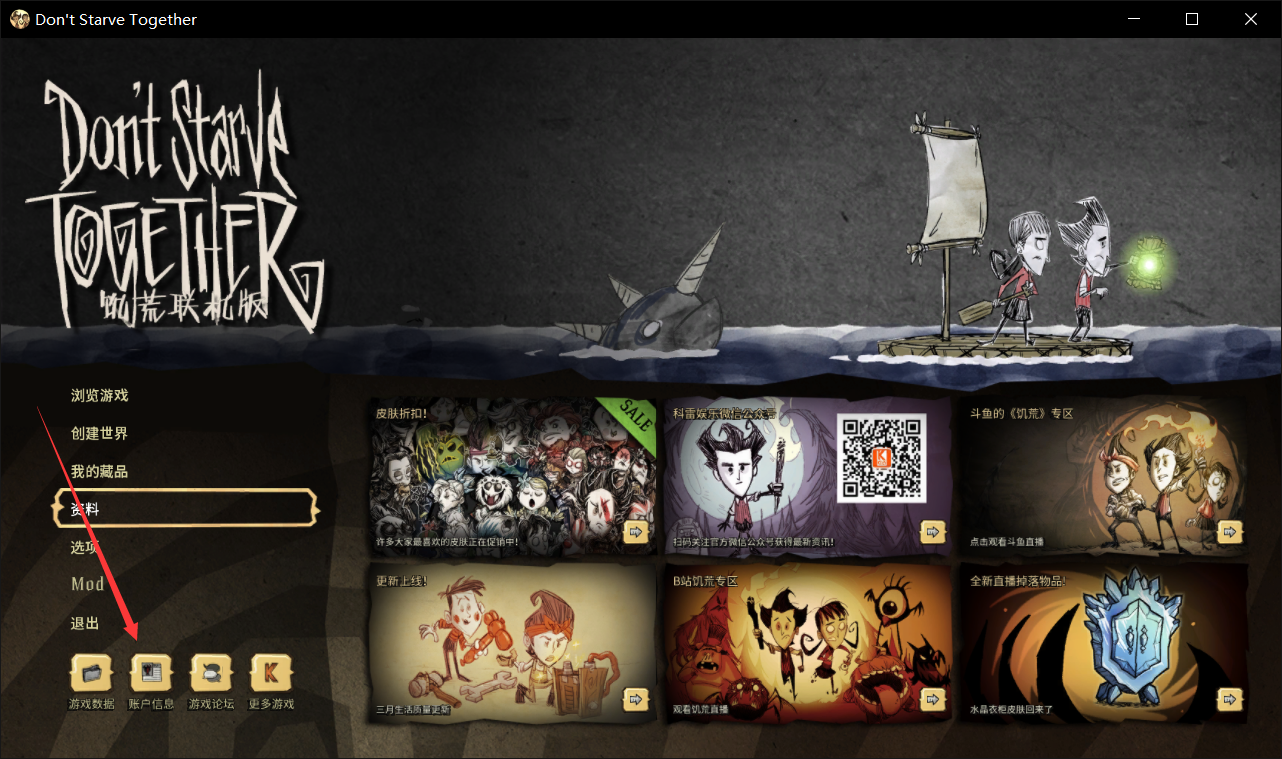 Don't Starve Together
Don't Starve
TOGETHER
饥荒联机版
浏览游戏
创建世界
我的藏品
资料
选项
Mod
退出
游戏数据
账户信息
游戏论坛
更多游戏
皮肤折扣!
SALE
许多大家最喜欢的皮肤正在促销中!
科雷娱乐微信公众号
扫码关注官方微信公众号获得最新资讯!
斗鱼的《饥荒》专区
点击观看斗鱼直播
更新上线!
三月生活质量更新
B站饥荒专区
观看饥荒直播
全新直播掉落物品!
水晶衣柜皮肤回来了